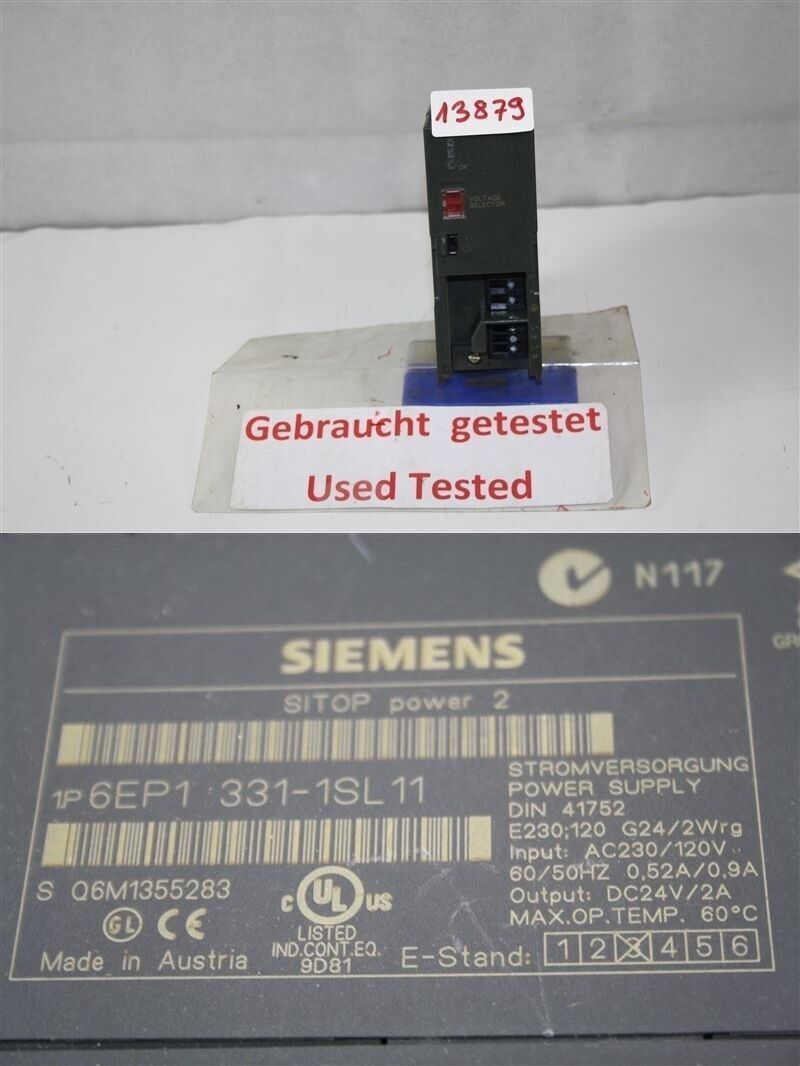 13879
OK
VOLTAGE
SELECTOR
Gebraucht getestet
Used Tested
N117
SIEMENS
SITOP power 2
1P 6EP1 331-1SL11
STROMVERSORGUNG
POWER SUPPLY
DIN 41752
E230;120 G24/2Wrg
Input: AC230/120V
60/50HZ 0,52A/0,9A
Output: DC24V/2A
MAX.OP.TEMP. 60°C
S Q6M1355283
GL CE
c UL US
LISTED
IND.CONT.EQ.
9D81
Made in Austria
E-Stand: 1 2 3 4 5 6